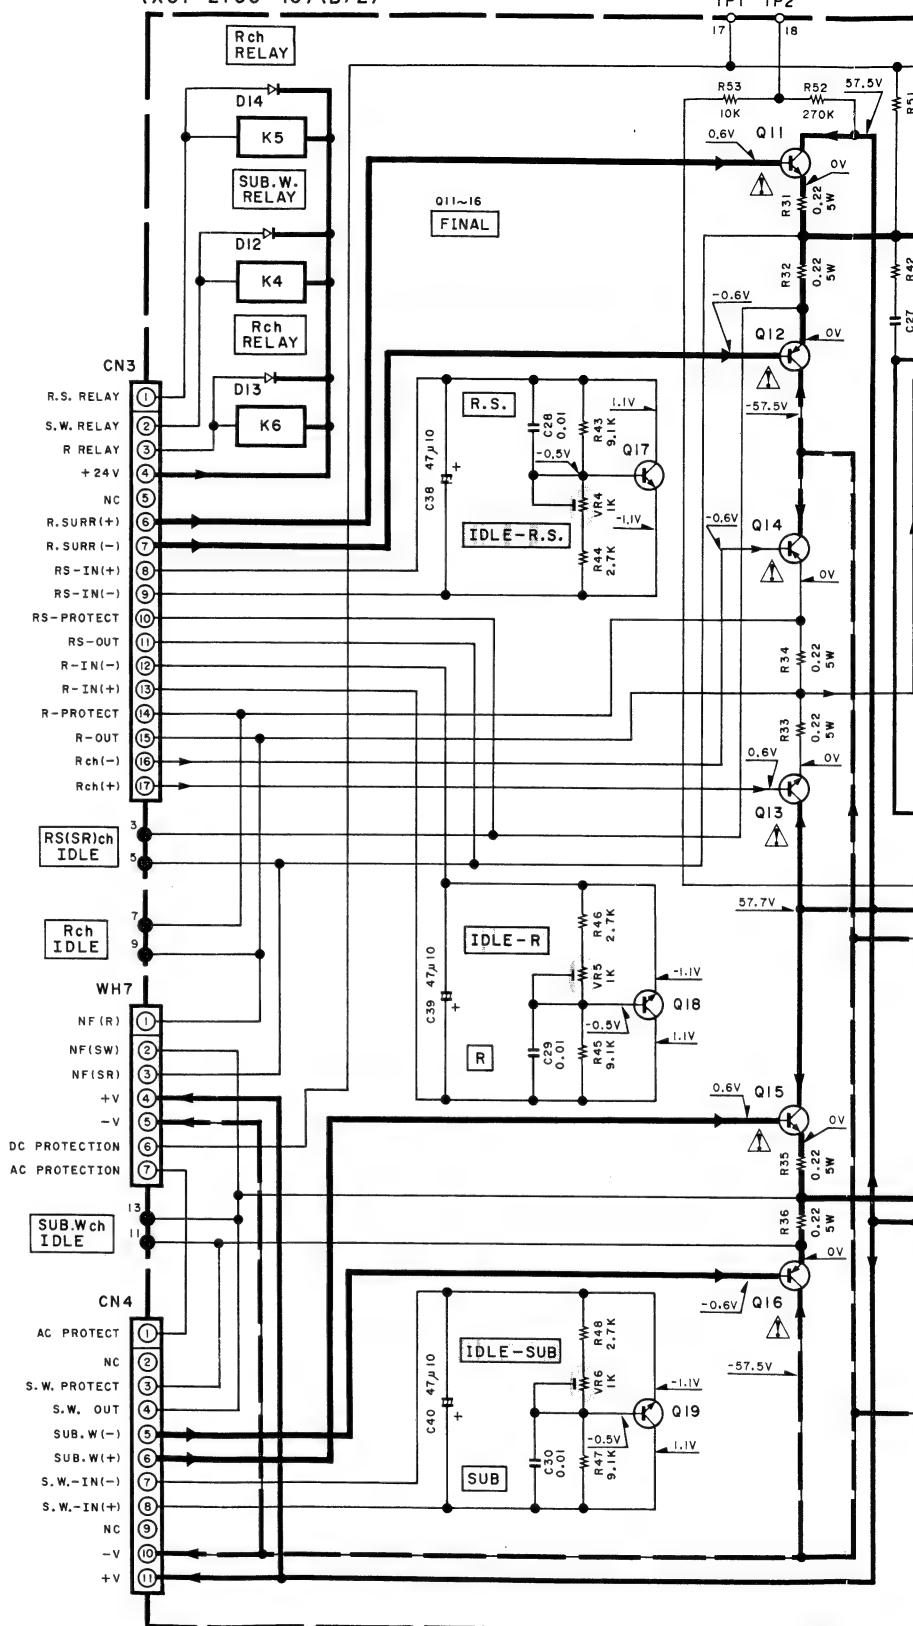 TP1 TP2
17 18
Rch
RELAY
D14
K5
SUB.W.
RELAY
D12
K4
Rch
RELAY
D13
K6
R53
10K
R52
270K
57.5V
R51
Q11
0.6V
0V
R31
0.22
5W
Q11~16
FINAL
R32
0.22
5W
R42
C27
-0.6V
Q12
0V
-57.5V
CN3
R.S. RELAY 1
S.W. RELAY 2
R RELAY 3
+24V 4
NC 5
R.SURR(+) 6
R.SURR(-) 7
RS-IN(+) 8
RS-IN(-) 9
RS-PROTECT 10
RS-OUT 11
R-IN(-) 12
R-IN(+) 13
R-PROTECT 14
R-OUT 15
Rch(-) 16
Rch(+) 17
R.S.
C38 47μ10
+
C28
0.01
R43
9.1K
1.1V
Q17
-0.5V
VR4
1K
IDLE-R.S.
R44
2.7K
-1.1V
-0.6V
Q14
0V
R34
0.22
5W
R33
0.22
5W
0.6V
0V
Q13
RS(SR)ch
IDLE
3
5
Rch
IDLE
7
9
57.7V
IDLE-R
C39 47μ10
+
R46
2.7K
VR5
1K
-1.1V
Q18
-0.5V
C29
0.01
R45
9.1K
1.1V
R
WH7
NF(R) 1
NF(SW) 2
NF(SR) 3
+V 4
-V 5
DC PROTECTION 6
AC PROTECTION 7
0.6V
Q15
0V
R35
0.22
5W
R36
0.22
5W
SUB.Wch
IDLE
13
11
0V
-0.6V
Q16
-57.5V
CN4
AC PROTECT 1
NC 2
S.W. PROTECT 3
S.W. OUT 4
SUB.W(-) 5
SUB.W(+) 6
S.W.-IN(-) 7
S.W.-IN(+) 8
NC 9
-V 10
+V 11
IDLE-SUB
C40 47μ10
+
R48
2.7K
VR6
1K
-1.1V
Q19
-0.5V
C30
0.01
R47
9.1K
1.1V
SUB